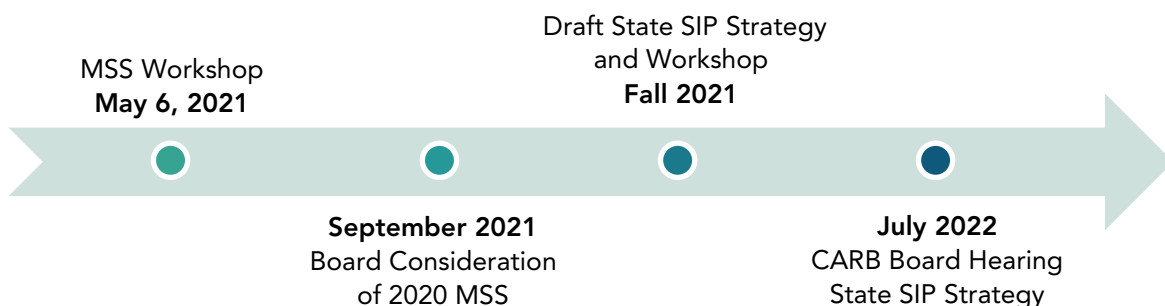 MSS Workshop
May 6, 2021
September 2021
Board Consideration
of 2020 MSS
Draft State SIP Strategy
and Workshop
Fall 2021
July 2022
CARB Board Hearing
State SIP Strategy